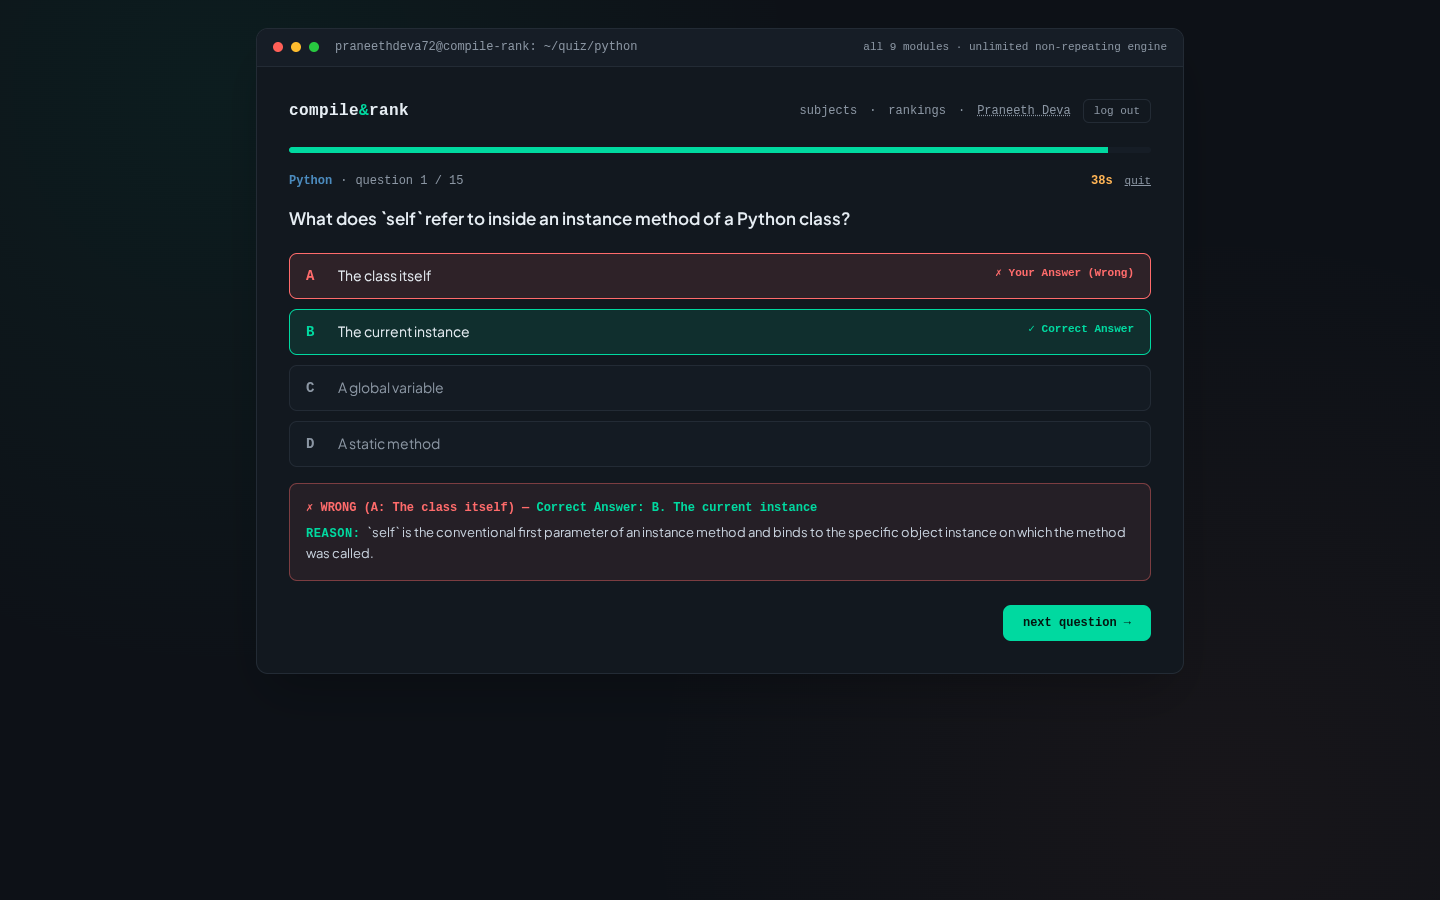 praneethdeva72@compile-rank: ~/quiz/python
all 9 modules · unlimited non-repeating engine
compile&rank
subjects · rankings · Praneeth Deva log out
Python · question 1 / 15
38s quit
What does `self` refer to inside an instance method of a Python class?
A The class itself ✗ Your Answer (Wrong)
B The current instance ✓ Correct Answer
C A global variable
D A static method
✗ WRONG (A: The class itself) — Correct Answer: B. The current instance
REASON: `self` is the conventional first parameter of an instance method and binds to the specific object instance on which the method
was called.
next question →